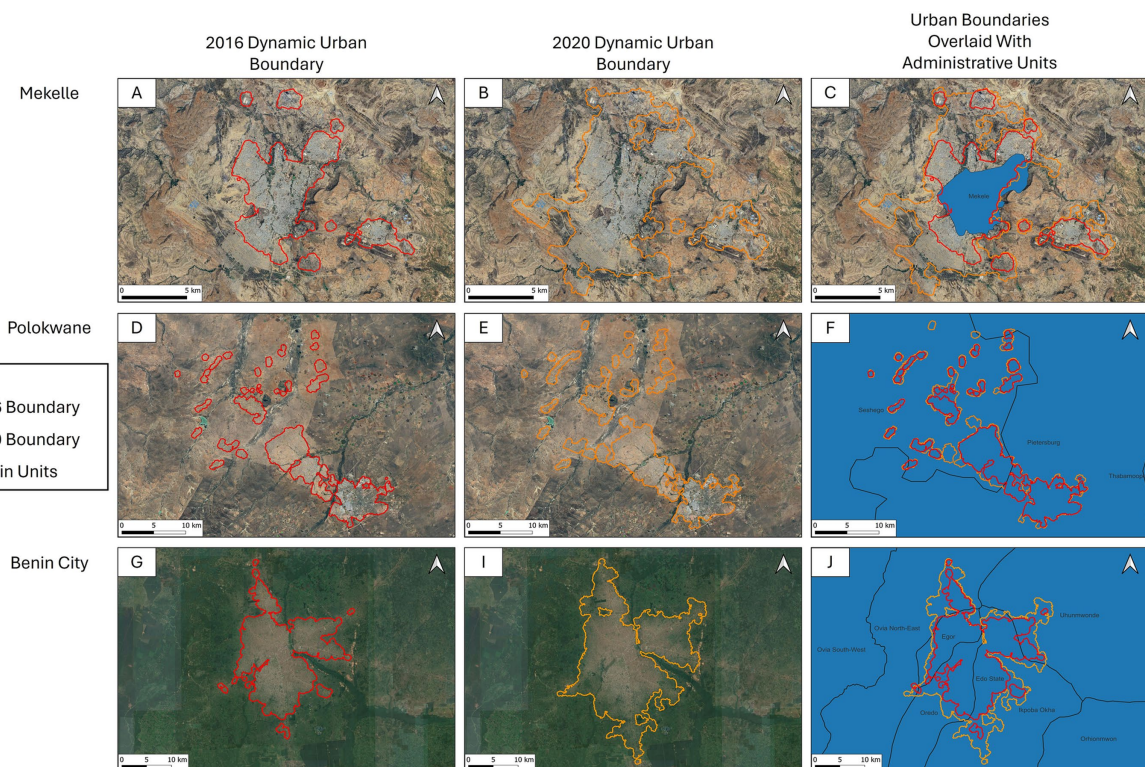 2016 Dynamic Urban
Boundary
2020 Dynamic Urban
Boundary
Urban Boundaries
Overlaid With
Administrative Units
Mekelle
A
B
C
Mekele
0 5 km
0 5 km
0 5 km
Polokwane
D
E
F
Seshego
Pietersburg
0 5 10 km
0 5 10 km
0 5 10 km
Boundary
Boundary
in Units
Benin City
G
I
J
Ovia North-East
Uhunmwonde
Egor
Ovia South-West
Edo State
Oredo
Ikpoba Okha
Orhionmwon
0 5 10 km
0 5 10 km
0 5 10 km